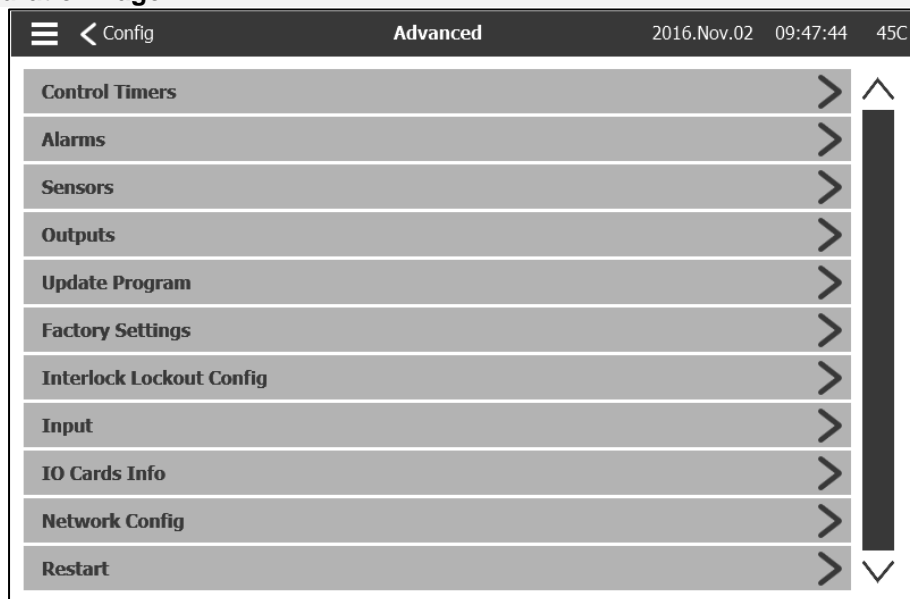 Config Advanced 2016.Nov.02 09:47:44 45C
Control Timers
Alarms
Sensors
Outputs
Update Program
Factory Settings
Interlock Lockout Config
Input
IO Cards Info
Network Config
Restart